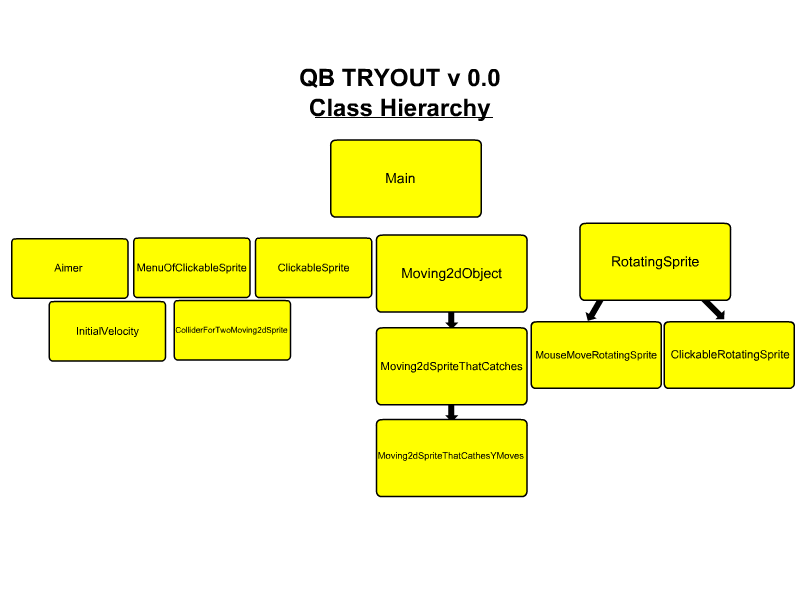 QB TRYOUT v 0.0
Class Hierarchy
Main
Aimer
MenuOfClickableSprite
ClickableSprite
Moving2dObject
RotatingSprite
InitialVelocity
ColliderForTwoMoving2dSprite
Moving2dSpriteThatCatches
MouseMoveRotatingSprite
ClickableRotatingSprite
Moving2dSpriteThatCathesYMoves